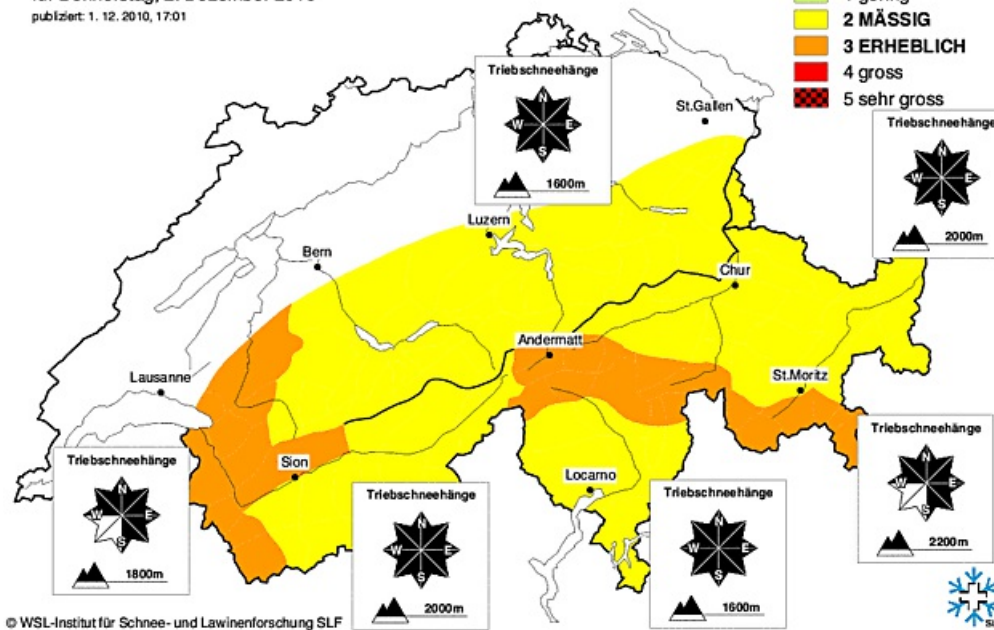 publiziert: 1. 12. 2010, 17:01
2 MÄSSIG
3 ERHEBLICH
4 gross
5 sehr gross
Triebschneehänge
N
W E
S
1600m
St.Gallen
Triebschneehänge
N
W E
S
2000m
Luzern
Bern
Chur
Andermatt
Lausanne
St.Moritz
Sion
Locarno
Triebschneehänge
N
W E
S
1800m
Triebschneehänge
N
W E
S
2000m
Triebschneehänge
N
W E
S
1600m
Triebschneehänge
N
W E
S
2200m
© WSL-Institut für Schnee- und Lawinenforschung SLF